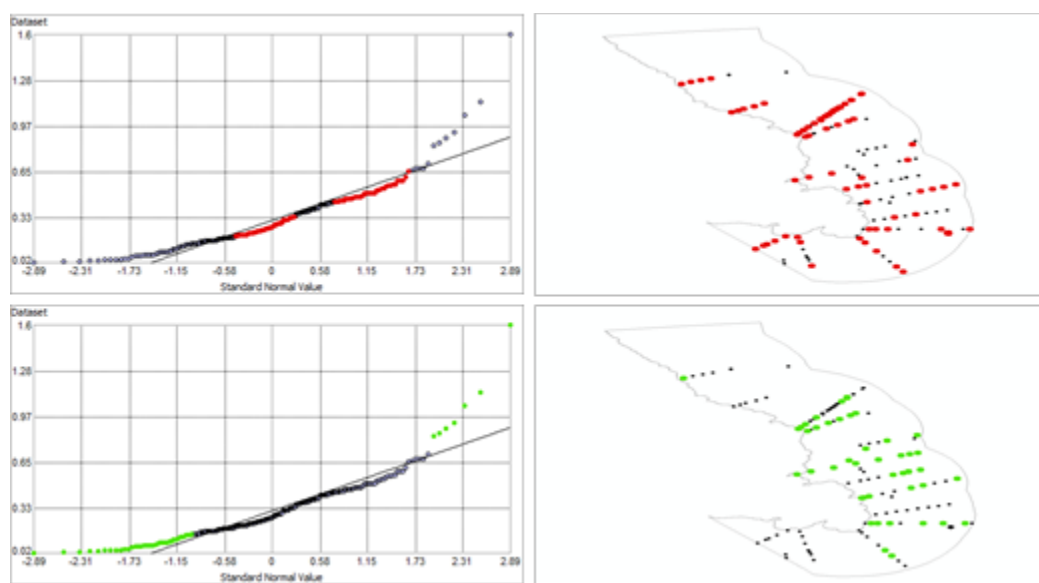 Dataset
1.6
1.28
0.97
0.65
0.33
0.02
-2.89 -2.31 -1.73 -1.15 -0.58 0 0.58 1.15 1.73 2.31 2.89
Standard Normal Value
Dataset
1.6
1.28
0.97
0.65
0.33
0.02
-2.89 -2.31 -1.73 -1.15 -0.58 0 0.58 1.15 1.73 2.31 2.89
Standard Normal Value